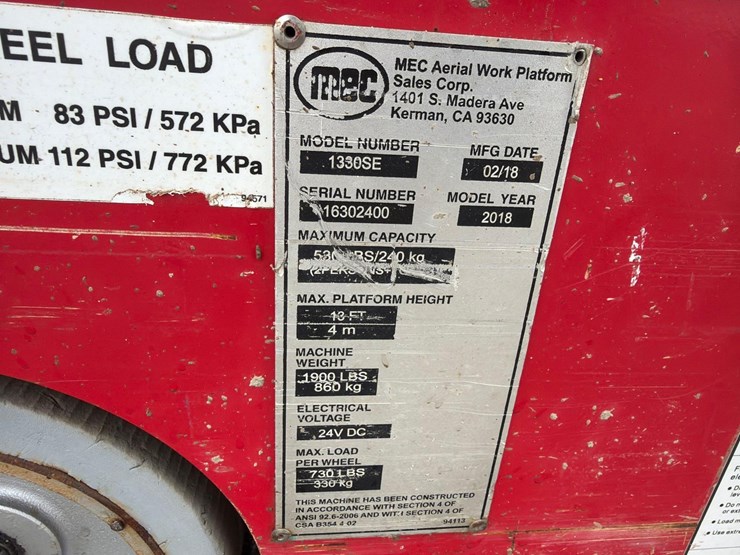 EEL LOAD
M 83 PSI / 572 KPa
UM 112 PSI / 772 KPa
94571
MEC
MEC Aerial Work Platform
Sales Corp.
1401 S. Madera Ave
Kerman, CA 93630
MODEL NUMBER
1330SE
MFG DATE
02/18
SERIAL NUMBER
16302400
MODEL YEAR
2018
MAXIMUM CAPACITY
LBS/240 kg
MAX. PLATFORM HEIGHT
13 FT
4 m
MACHINE
WEIGHT
1900 LBS
860 kg
ELECTRICAL
VOLTAGE
24V DC
MAX. LOAD
PER WHEEL
730 LBS
330 kg
THIS MACHINE HAS BEEN CONSTRUCTED
IN ACCORDANCE WITH SECTION 4 OF
ANSI 92.6-2006 AND WITH SECTION 4 OF
CSA B354 02
94113